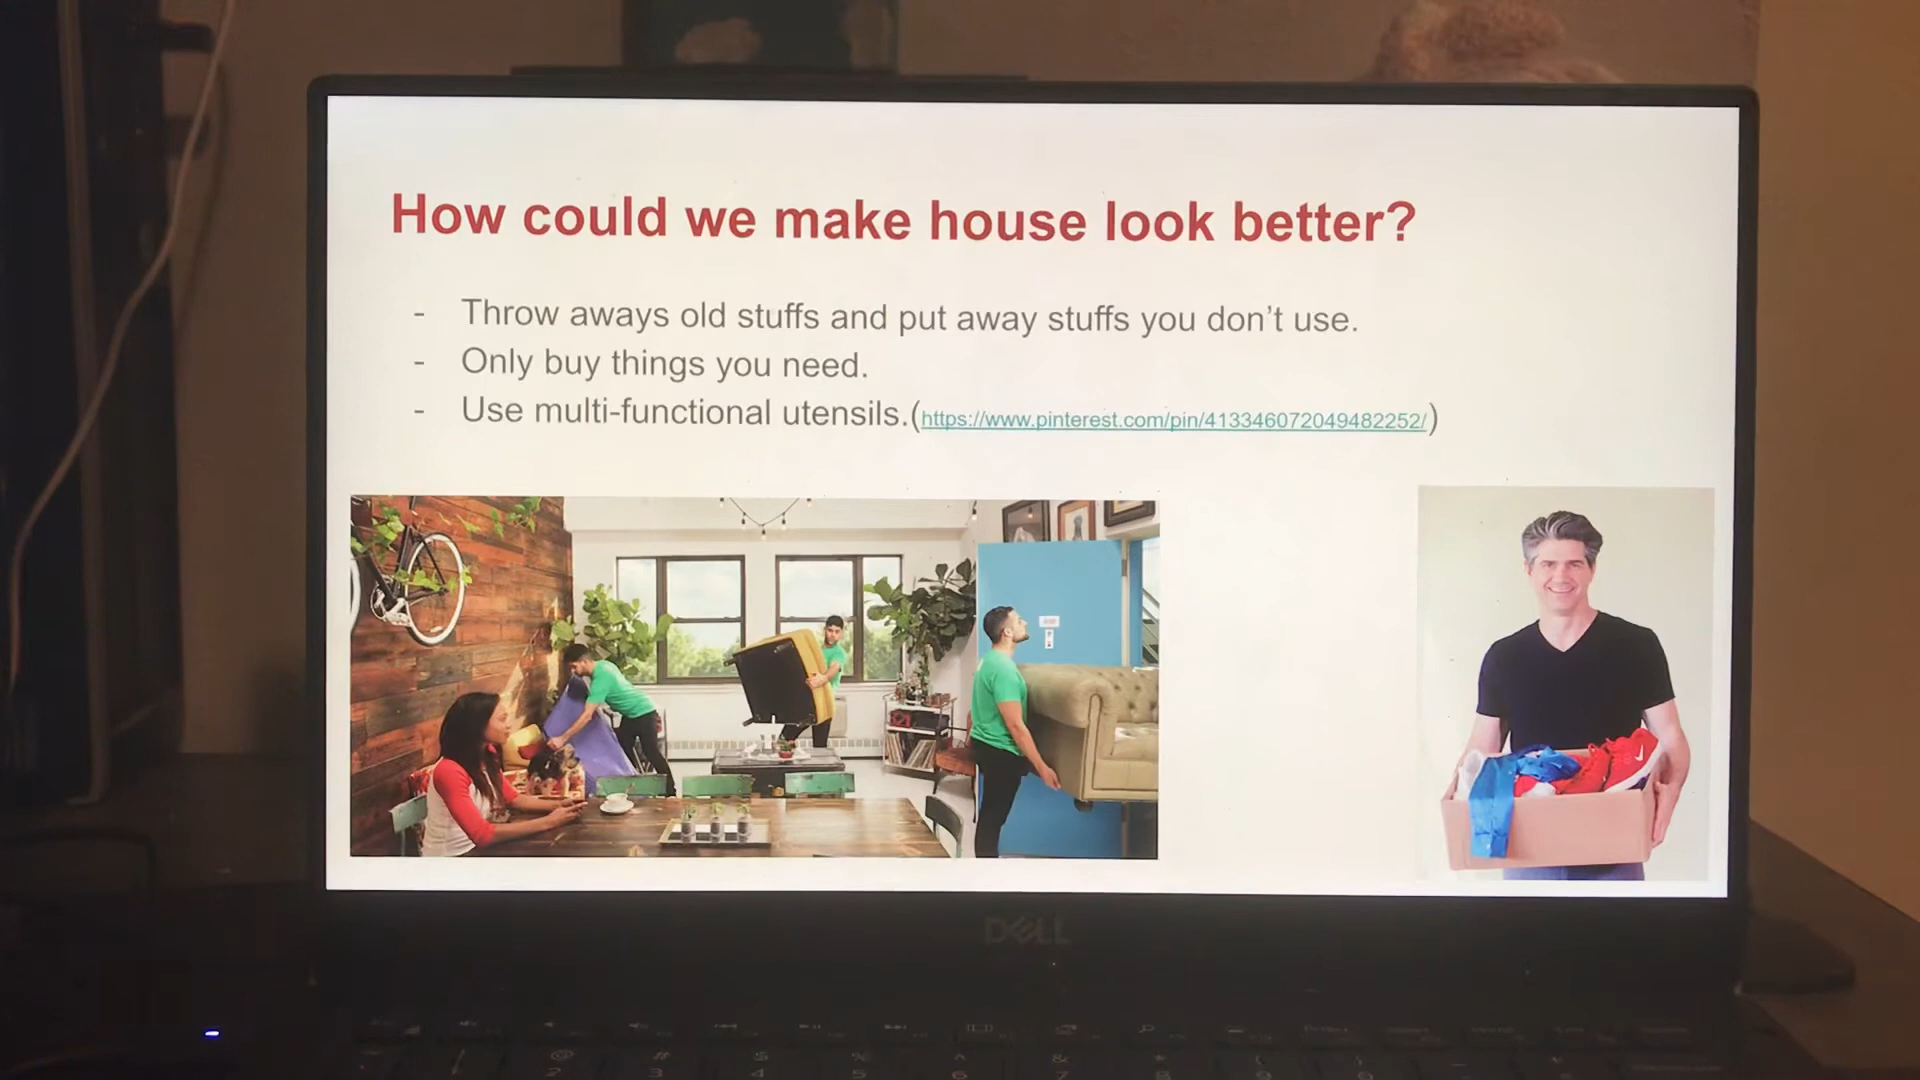 How could we make house look better?
- Throw aways old stuffs and put away stuffs you don't use.
- Only buy things you need.
- Use multi-functional utensils.(https://www.pinterest.com/pin/413346072049482252/)
DELL